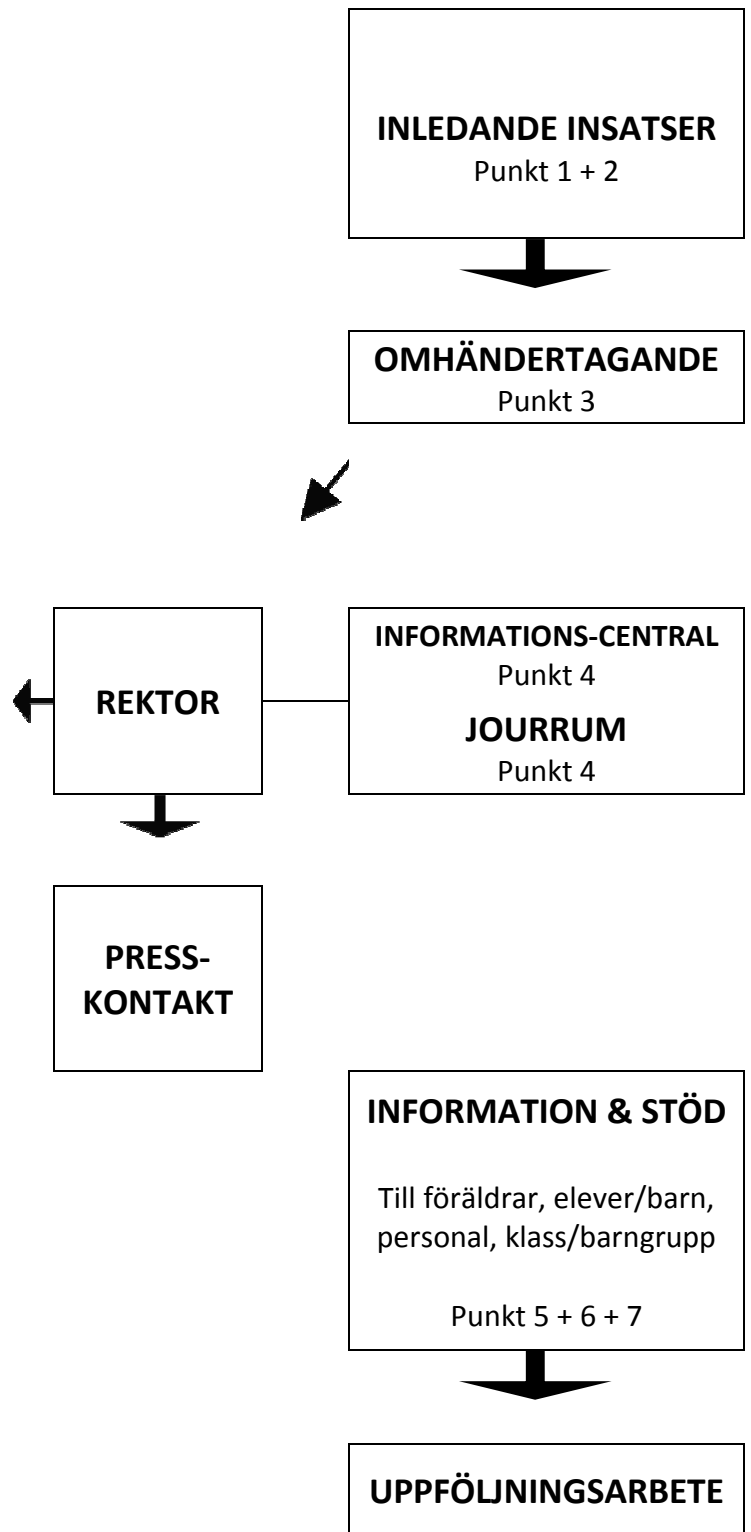 INLEDANDE INSATSER
Punkt 1 + 2
OMHÄNDERTAGANDE
Punkt 3
REKTOR
INFORMATIONS-CENTRAL
Punkt 4
JOURRUM
Punkt 4
PRESS-
KONTAKT
INFORMATION & STÖD
Till föräldrar, elever/barn,
personal, klass/barngrupp
Punkt 5 + 6 + 7
UPPFÖLJNINGSARBETE